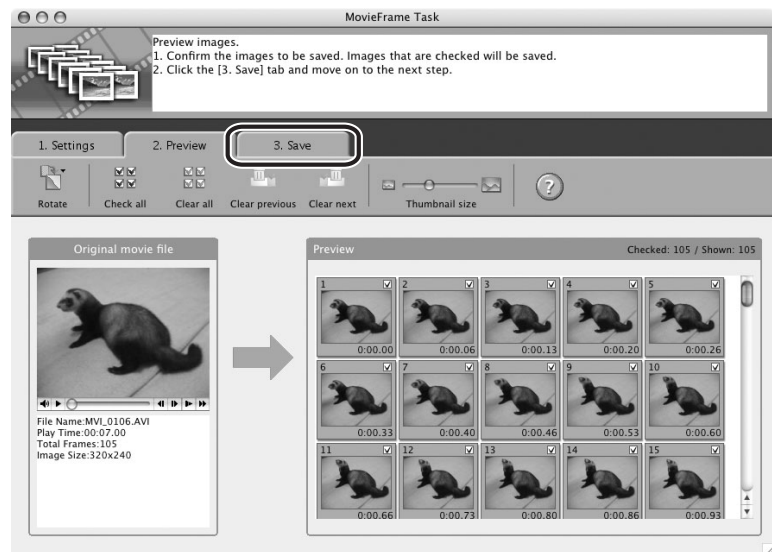 MovieFrame Task
Preview images.
1. Confirm the images to be saved. Images that are checked will be saved.
2. Click the [3. Save] tab and move on to the next step.
1. Settings
2. Preview
3. Save
Rotate
Check all
Clear all
Clear previous
Clear next
Thumbnail size
?
Original movie file
File Name:MVI_0106.AVI
Play Time:00:07.00
Total Frames:105
Image Size:320x240
Preview
Checked: 105 / Shown: 105
1
0:00.00
2
0:00.06
3
0:00.13
4
0:00.20
5
0:00.26
6
0:00.33
7
0:00.40
8
0:00.46
9
0:00.53
10
0:00.60
11
0:00.66
12
0:00.73
13
0:00.80
14
0:00.86
15
0:00.93